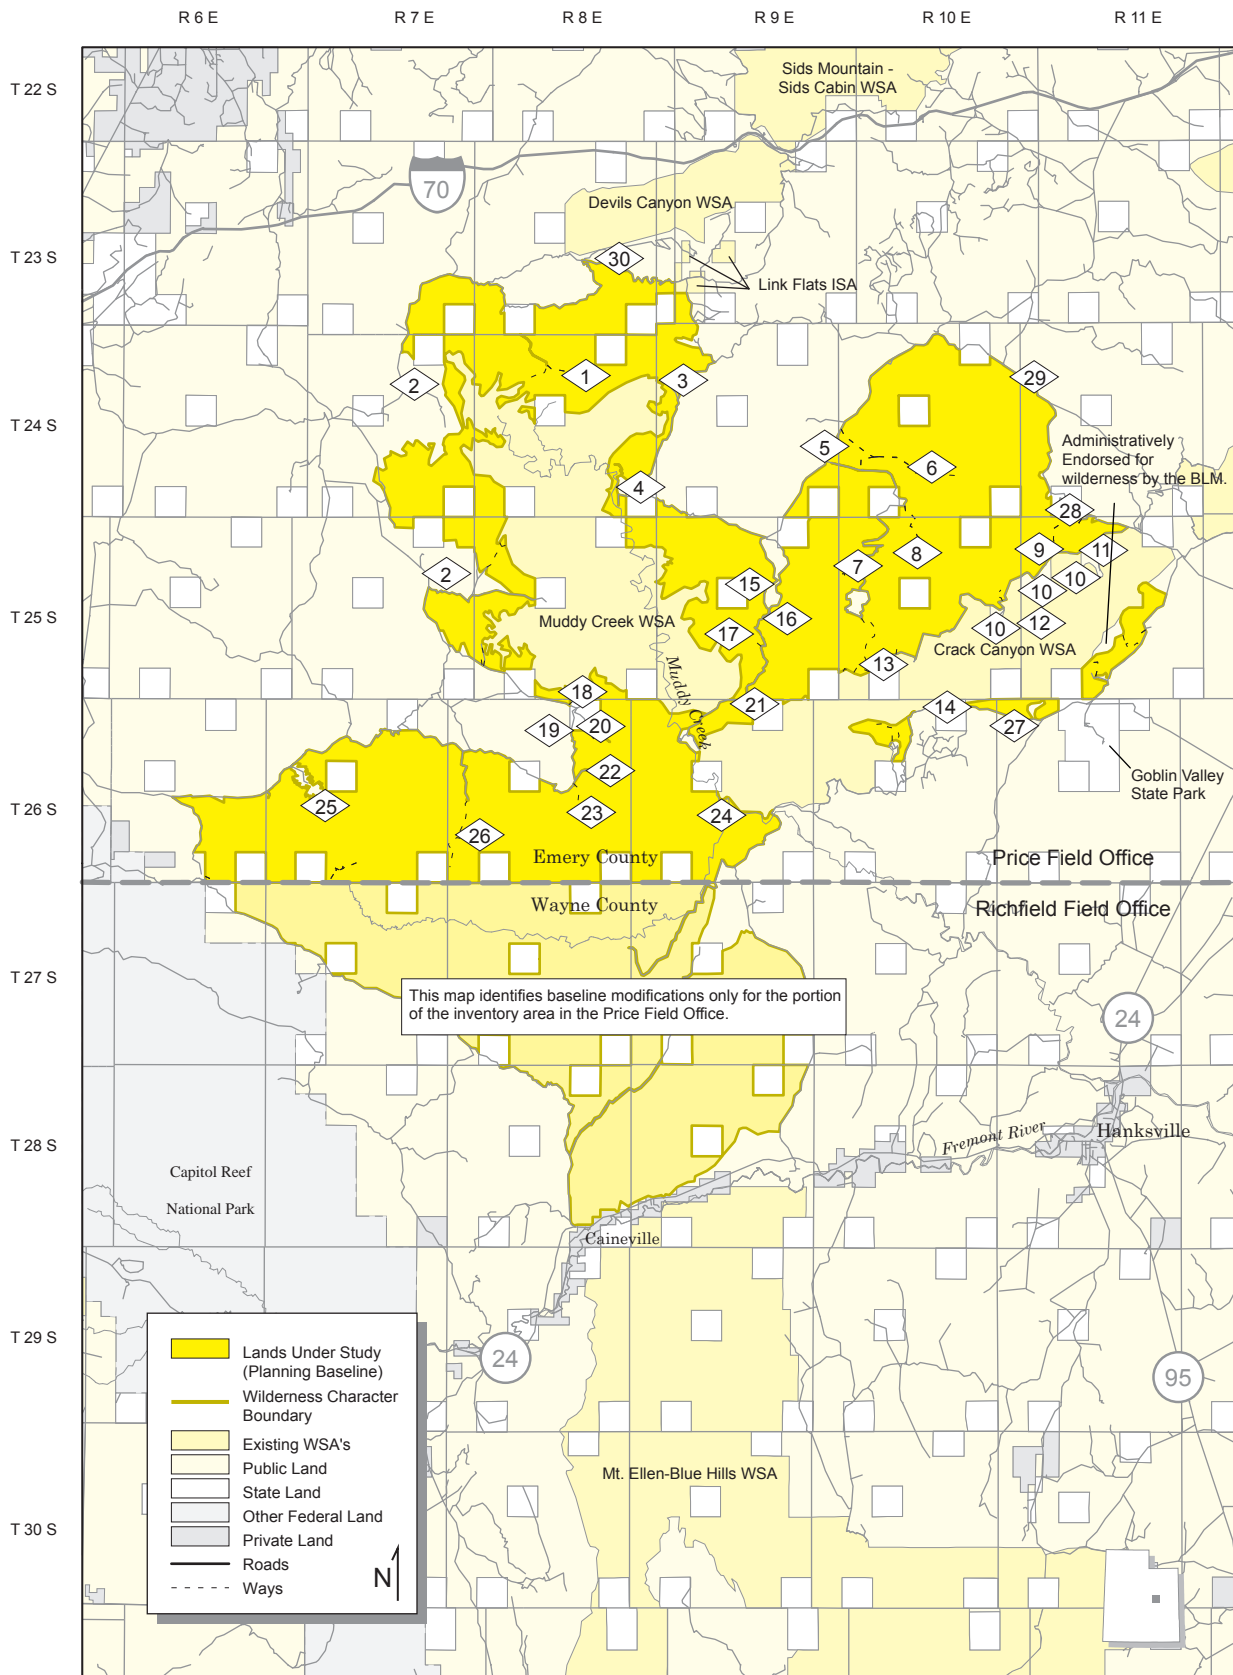 R 6 E
R 7 E
R 8 E
R 9 E
R 10 E
R 11 E
T 22 S
Sids Mountain -
Sids Cabin WSA
70
Devils Canyon WSA
T 23 S
30
Link Flats ISA
1
2
3
29
T 24 S
5
6
Administratively
Endorsed for
wilderness by the BLM.
4
28
9
11
8
7
2
15
10
10
T 25 S
Muddy Creek WSA
17
16
10
12
Crack Canyon WSA
13
Muddy Creek
18
21
14
19
20
27
22
Goblin Valley
State Park
T 26 S
25
23
24
26
Emery County
Price Field Office
Wayne County
Richfield Field Office
T 27 S
This map identifies baseline modifications only for the portion
of the inventory area in the Price Field Office.
24
T 28 S
Fremont River
Hanksville
Capitol Reef
National Park
Caineville
T 29 S
24
95
Lands Under Study
(Planning Baseline)
Wilderness Character
Boundary
Existing WSA's
Public Land
State Land
Other Federal Land
Private Land
Roads
Ways
N
Mt. Ellen-Blue Hills WSA
T 30 S